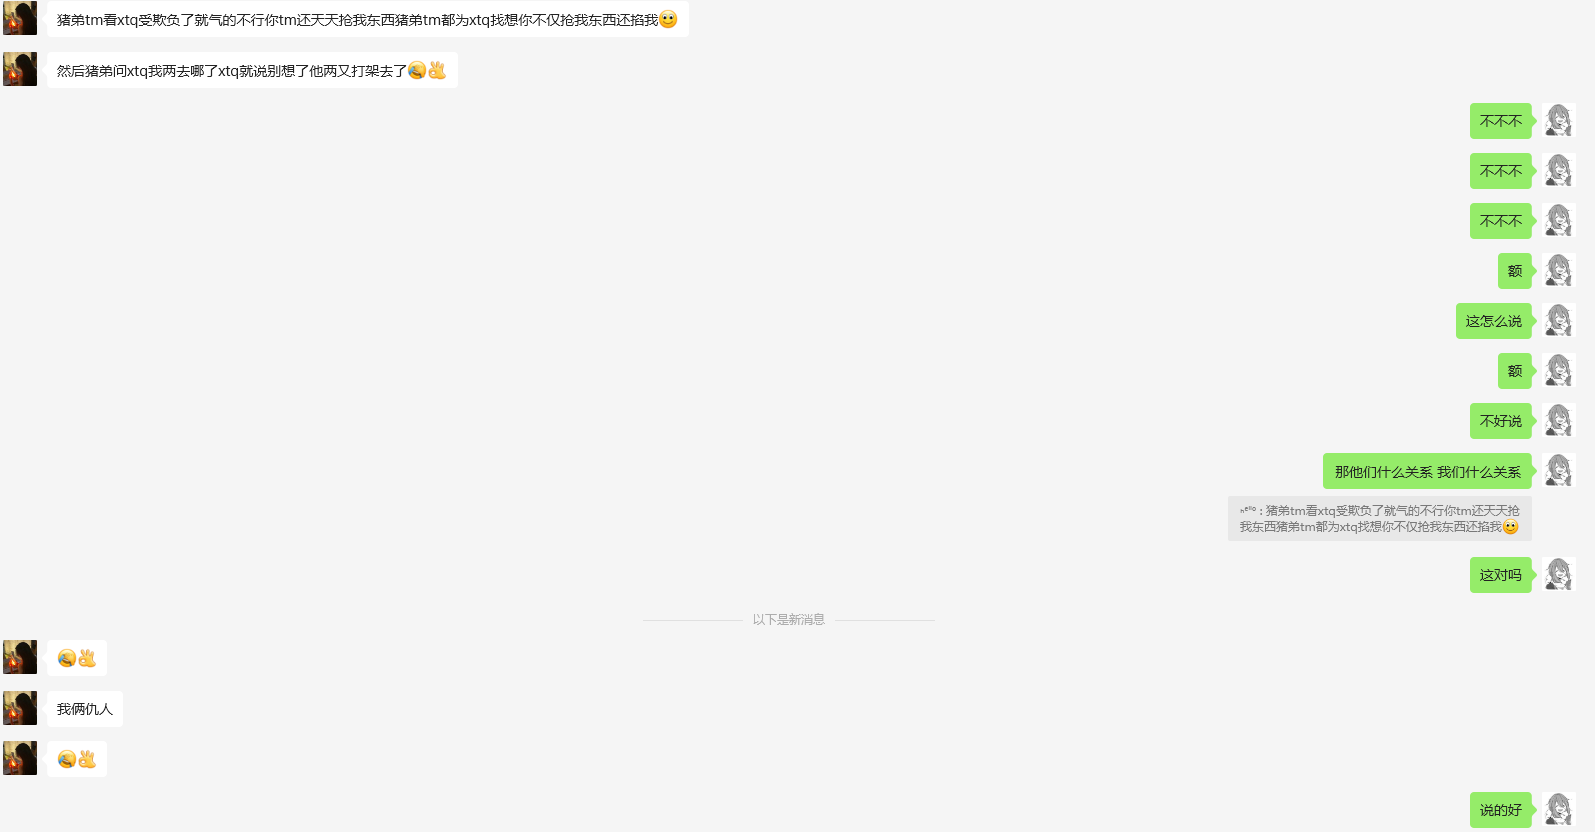 猪弟tm看xtq受欺负了就气的不行你tm还天天抢我东西猪弟tm都为xtq找想你不仅抢我东西还掐我🙂
然后猪弟问xtq我两去哪了xtq就说别想了他两又打架去了🤣👌
不不不
不不不
不不不
额
这怎么说
额
不好说
那他们什么关系 我们什么关系
ₕᵉˡˡᵒ : 猪弟tm看xtq受欺负了就气的不行你tm还天天抢
我东西猪弟tm都为xtq找想你不仅抢我东西还掐我🙂
这对吗
以下是新消息
🤣👌
我俩仇人
🤣👌
说的好